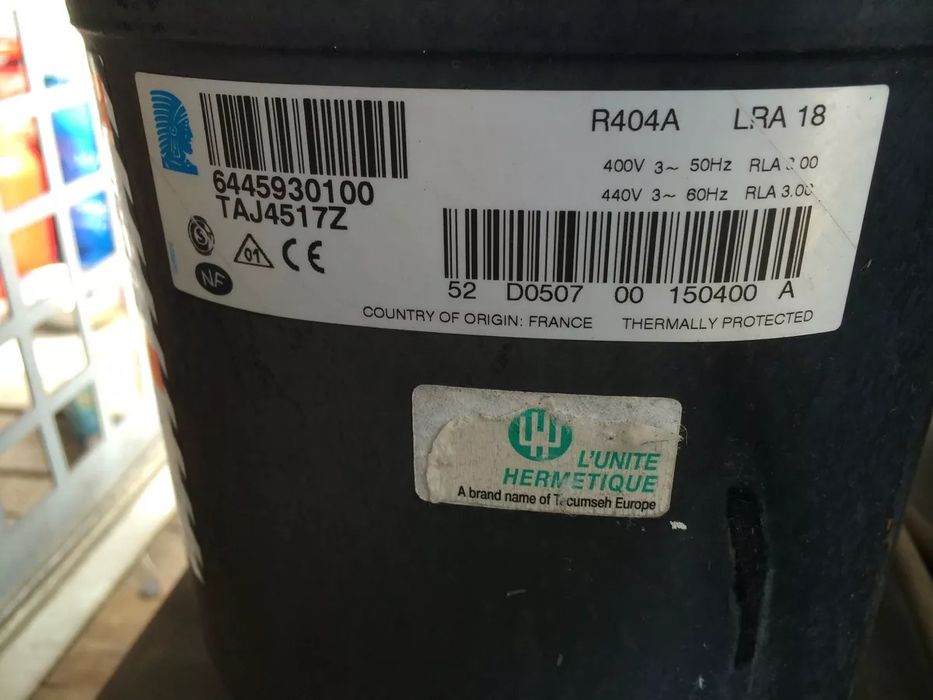 R404A LRA 18
400V 3~ 50Hz RLA 3.00
440V 3~ 60Hz RLA 3.00
6445930100
TAJ4517Z
S
01 CE
NF
52 D0507 00 150400 A
COUNTRY OF ORIGIN: FRANCE THERMALLY PROTECTED
L'UNITE
HERMETIQUE
A brand name of Tecumseh Europe